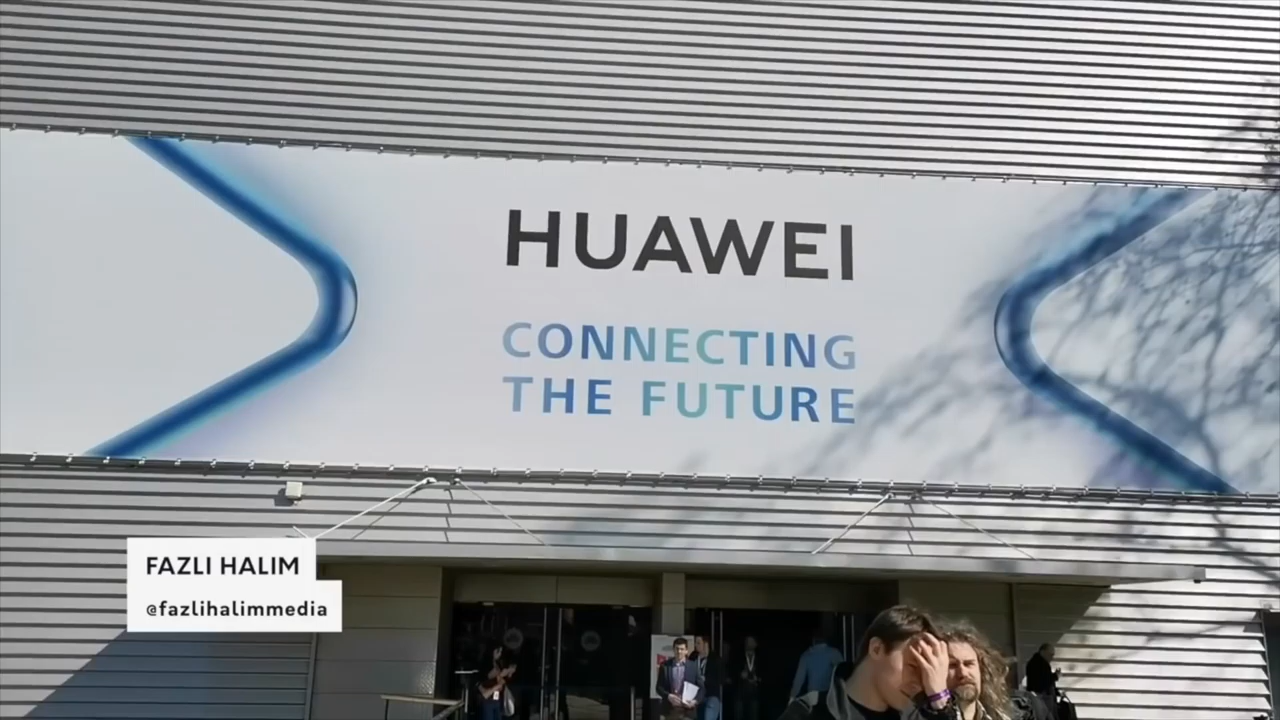 HUAWEI
CONNECTING
THE FUTURE
FAZLI HALIM
@fazlihalimmedia